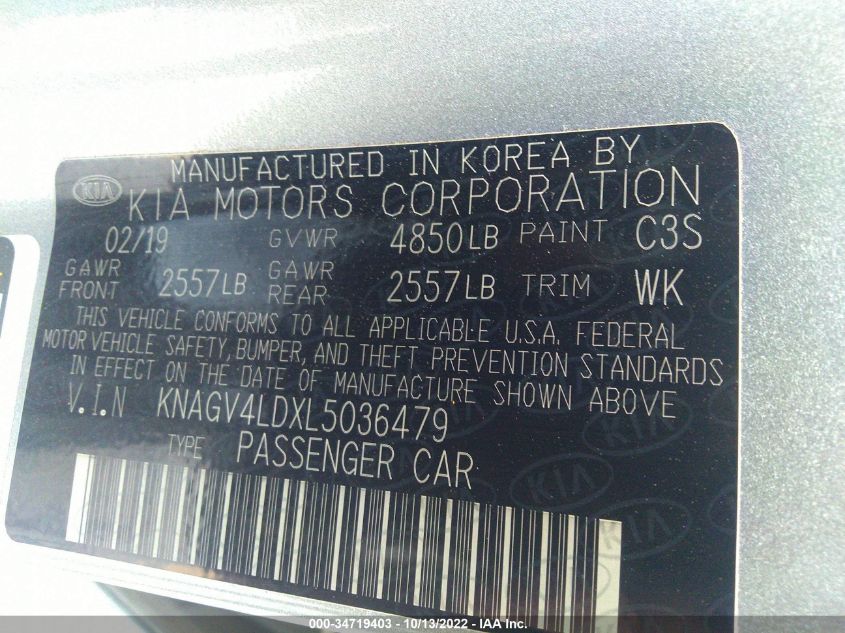 MANUFACTURED IN KOREA BY
KIA KIA MOTORS CORPORATION
02/19 GVWR 4850LB PAINT C3S
GAWR FRONT 2557LB GAWR REAR 2557LB TRIM WK
THIS VEHICLE CONFORMS TO ALL APPLICABLE U.S.A. FEDERAL
MOTOR VEHICLE SAFETY, BUMPER, AND THEFT PREVENTION STANDARDS
IN EFFECT ON THE DATE OF MANUFACTURE SHOWN ABOVE
V.I.N KNAGV4LDXL5036479
TYPE PASSENGER CAR
KIA
KIA
000-34719403 - 10/13/2022 - IAA Inc.